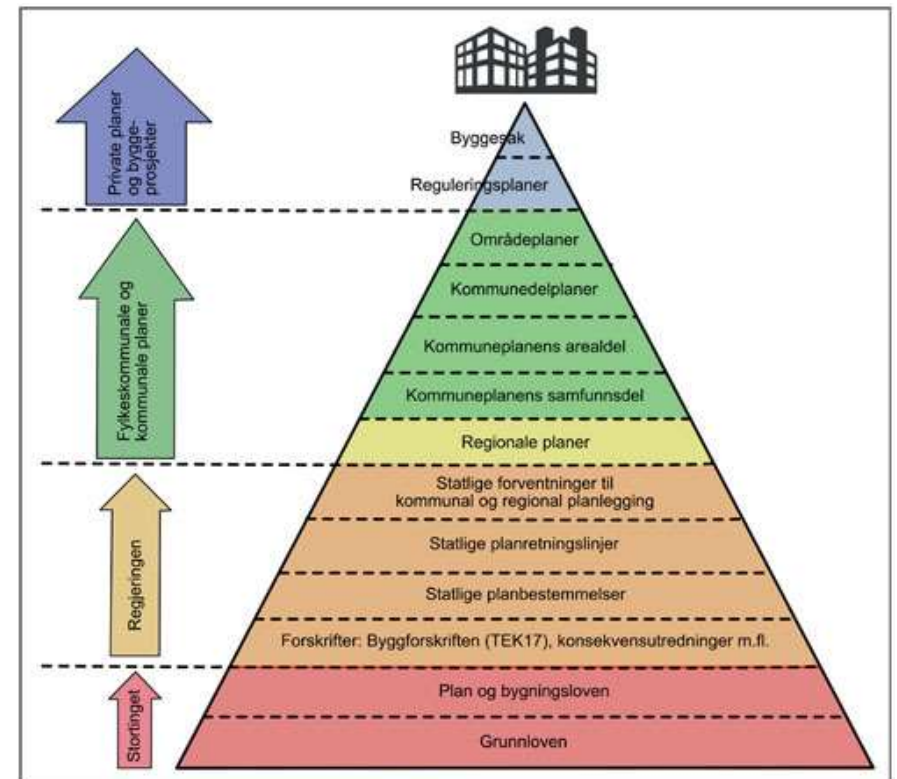 Private planer
og bygge-
prosjekter
Byggesak
Reguleringsplaner
Fylkeskommunale og
kommunale planer
Områdeplaner
Kommunedelplaner
Kommuneplanens arealdel
Kommuneplanens samfunnsdel
Regionale planer
Regjeringen
Statlige forventninger til
kommunal og regional planlegging
Statlige planretningslinjer
Statlige planbestemmelser
Forskrifter: Byggforskriften (TEK17), konsekvensutredninger m.fl.
Stortinget
Plan og bygningsloven
Grunnloven